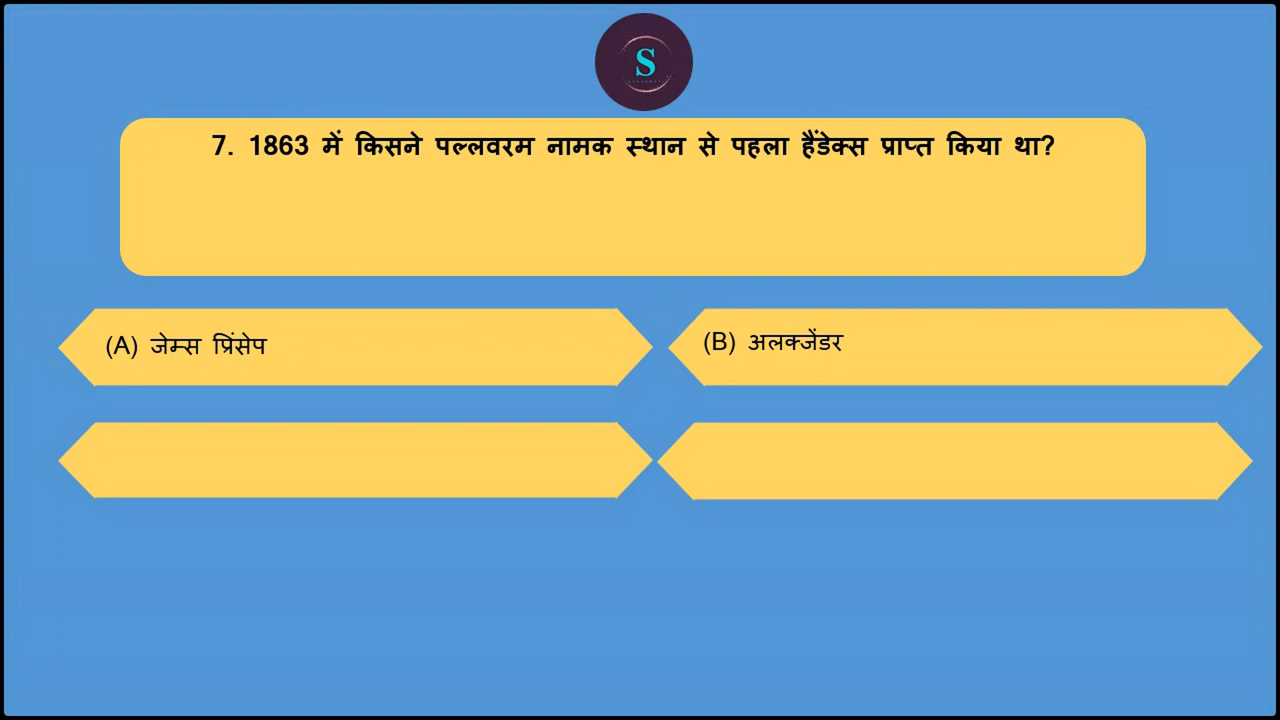 S
7. 1863 में किसने पल्लवरम नामक स्थान से पहला हैंडेक्स प्राप्त किया था?
(A) जेम्स प्रिंसेप
(B) अलक्जेंडर